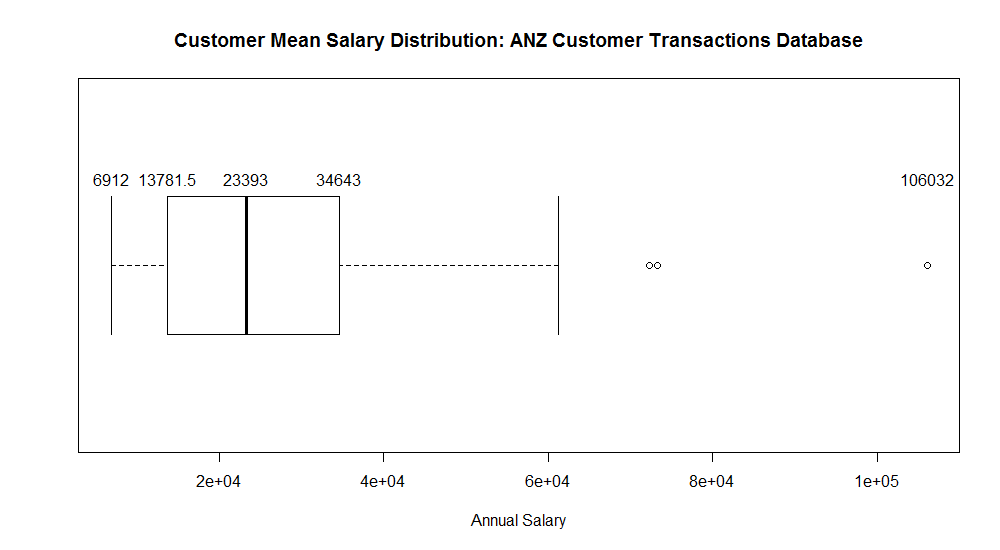 Customer Mean Salary Distribution: ANZ Customer Transactions Database
6912 13781.5 23393 34643 106032
2e+04 4e+04 6e+04 8e+04 1e+05
Annual Salary